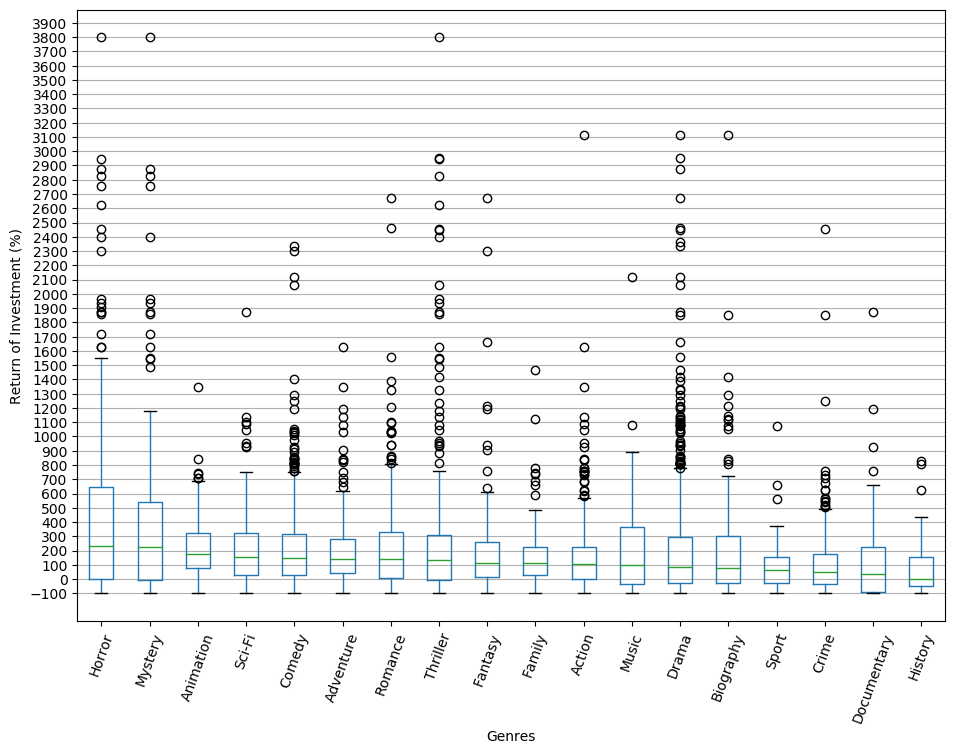 3900
3800
3700
3600
3500
3400
3300
3200
3100
3000
2900
2800
2700
2600
2500
2400
2300
2200
2100
2000
1900
1800
1700
1600
1500
1400
1300
1200
1100
1000
900
800
700
600
500
400
300
200
100
0
−100
Return of Investment (%)
Horror
Mystery
Animation
Sci-Fi
Comedy
Adventure
Romance
Thriller
Fantasy
Family
Action
Music
Drama
Biography
Sport
Crime
Documentary
History
Genres